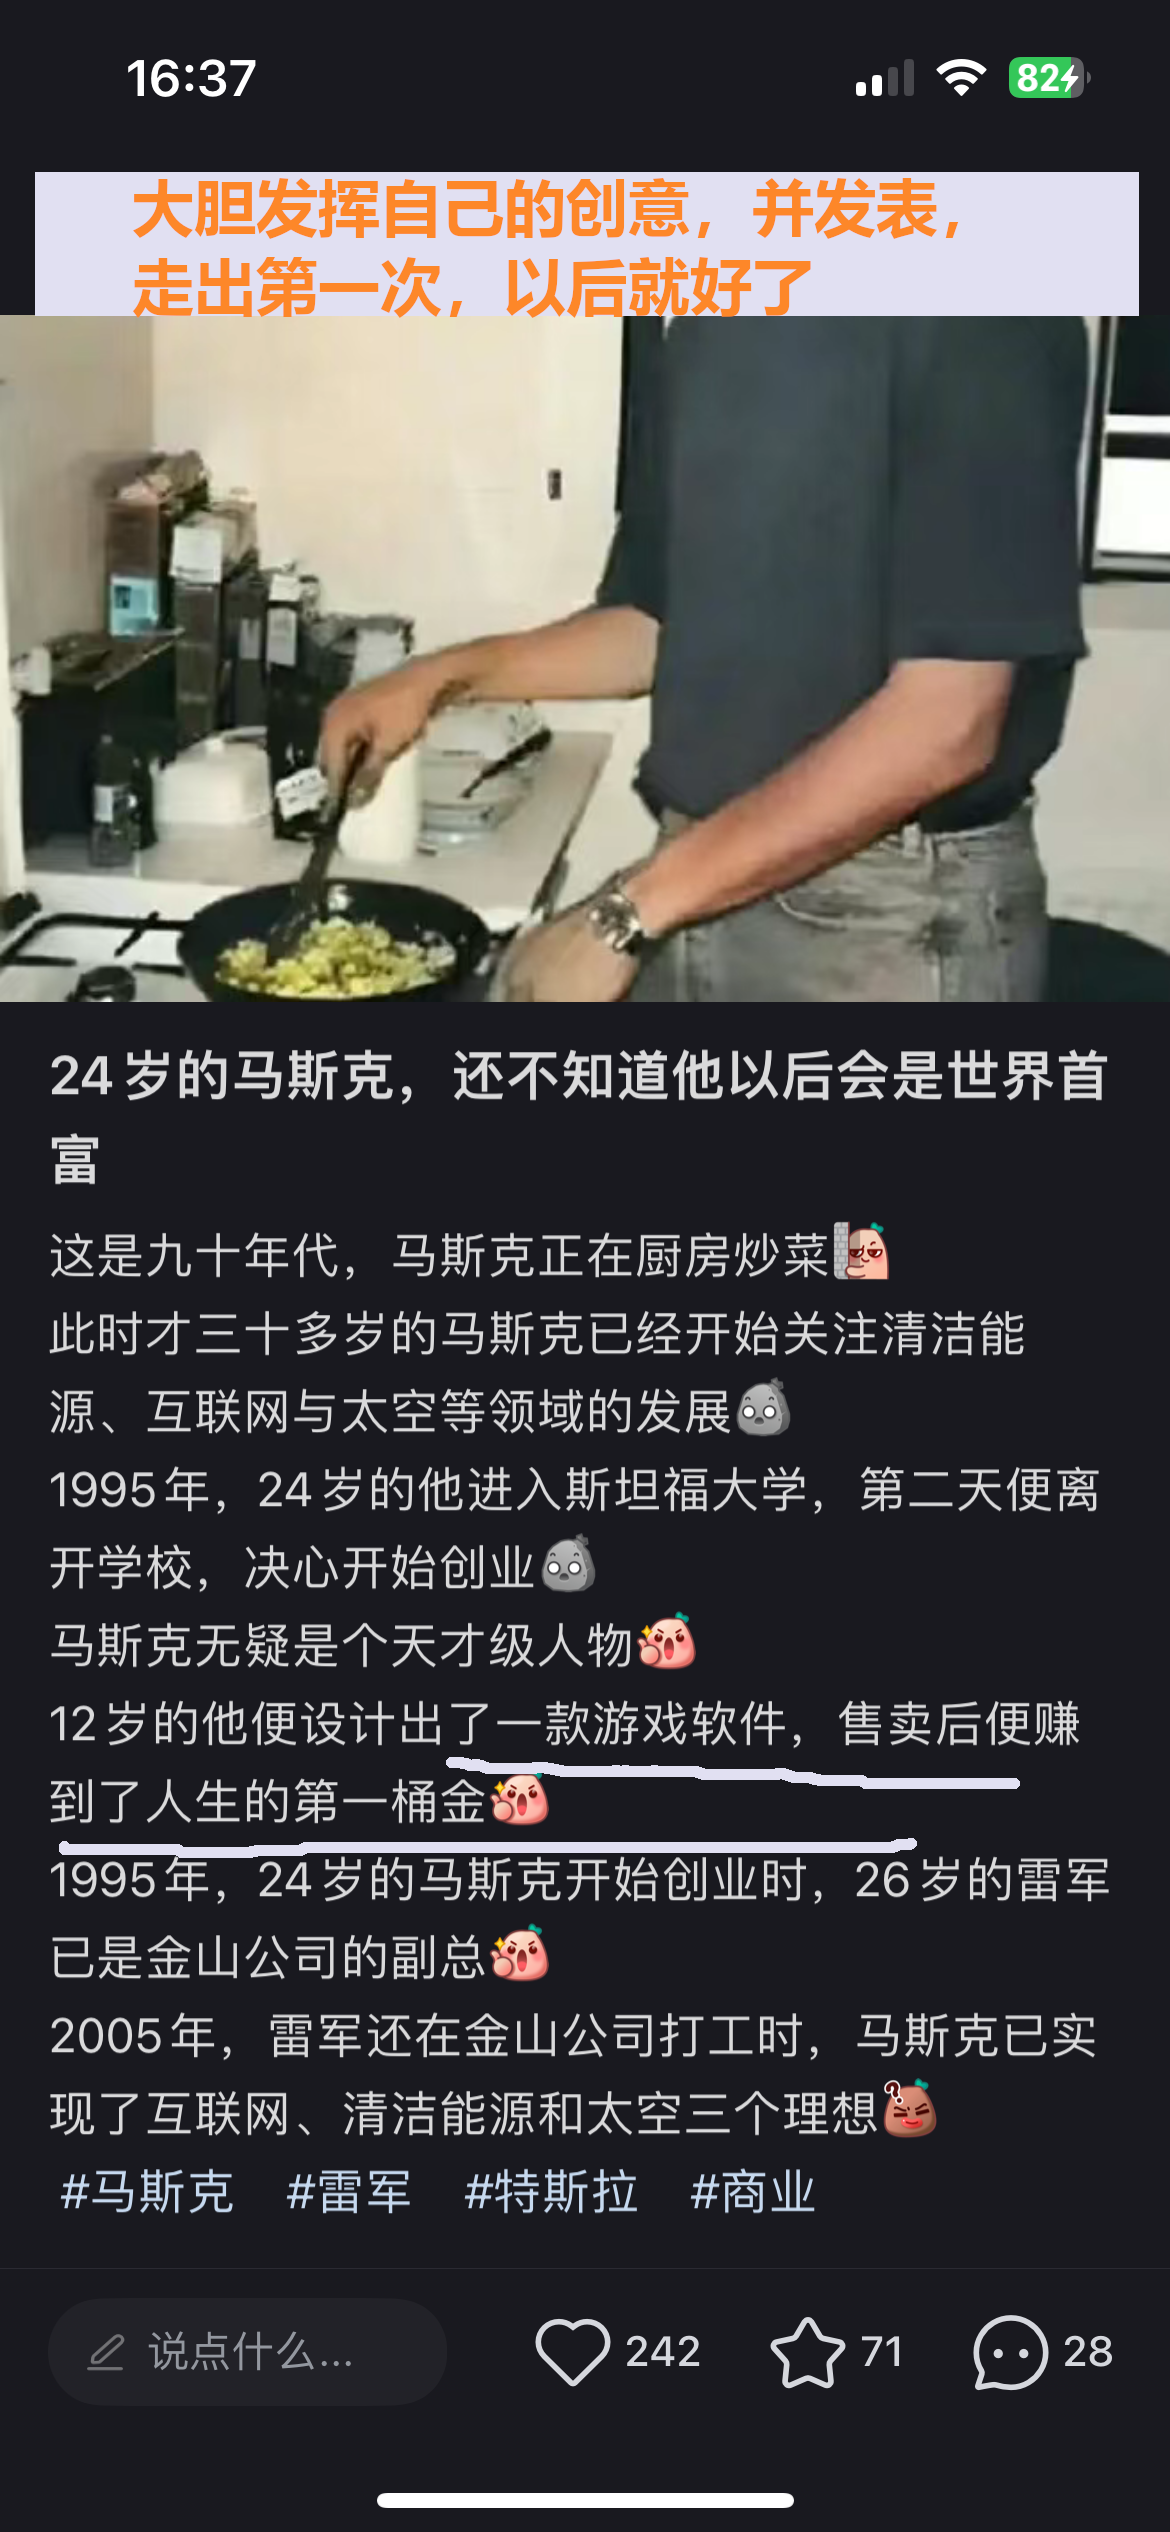 16:37
82
大胆发挥自己的创意，并发表，
走出第一次，以后就好了
24岁的马斯克，还不知道他以后会是世界首
富
这是九十年代，马斯克正在厨房炒菜
此时才三十多岁的马斯克已经开始关注清洁能
源、互联网与太空等领域的发展
1995年，24岁的他进入斯坦福大学，第二天便离
开学校，决心开始创业
马斯克无疑是个天才级人物
12岁的他便设计出了一款游戏软件，售卖后便赚
到了人生的第一桶金
1995年，24岁的马斯克开始创业时，26岁的雷军
已是金山公司的副总
2005年，雷军还在金山公司打工时，马斯克已实
现了互联网、清洁能源和太空三个理想
#马斯克 #雷军 #特斯拉 #商业
说点什么... 242 71 28